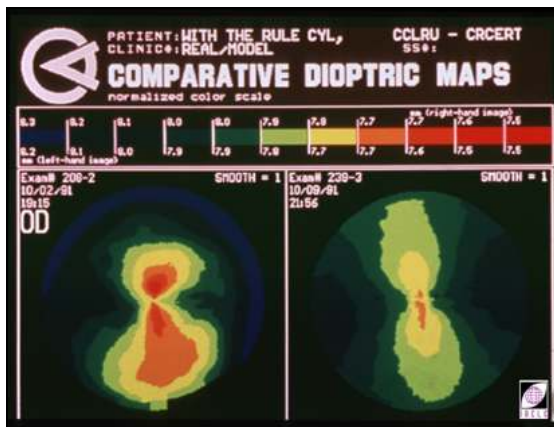 PATIENT:WITH THE RULE CYL, CCLRU - CRCERT
CLINIC#:REAL/MODEL SS#:
COMPARATIVE DIOPTRIC MAPS
normalized color scale
mm (right-hand image)
8.3 8.2 8.1 8.0 8.0 7.9 7.9 7.7 7.6 7.5
8.2 8.1 8.0 7.9 7.9 7.8 7.7 7.7 7.6 7.5
mm (left-hand image)
Exam# 208-2 SMOOTH = 1
10/02/91
19:15
OD
Exam# 239-3 SMOOTH = 1
10/09/91
21:56